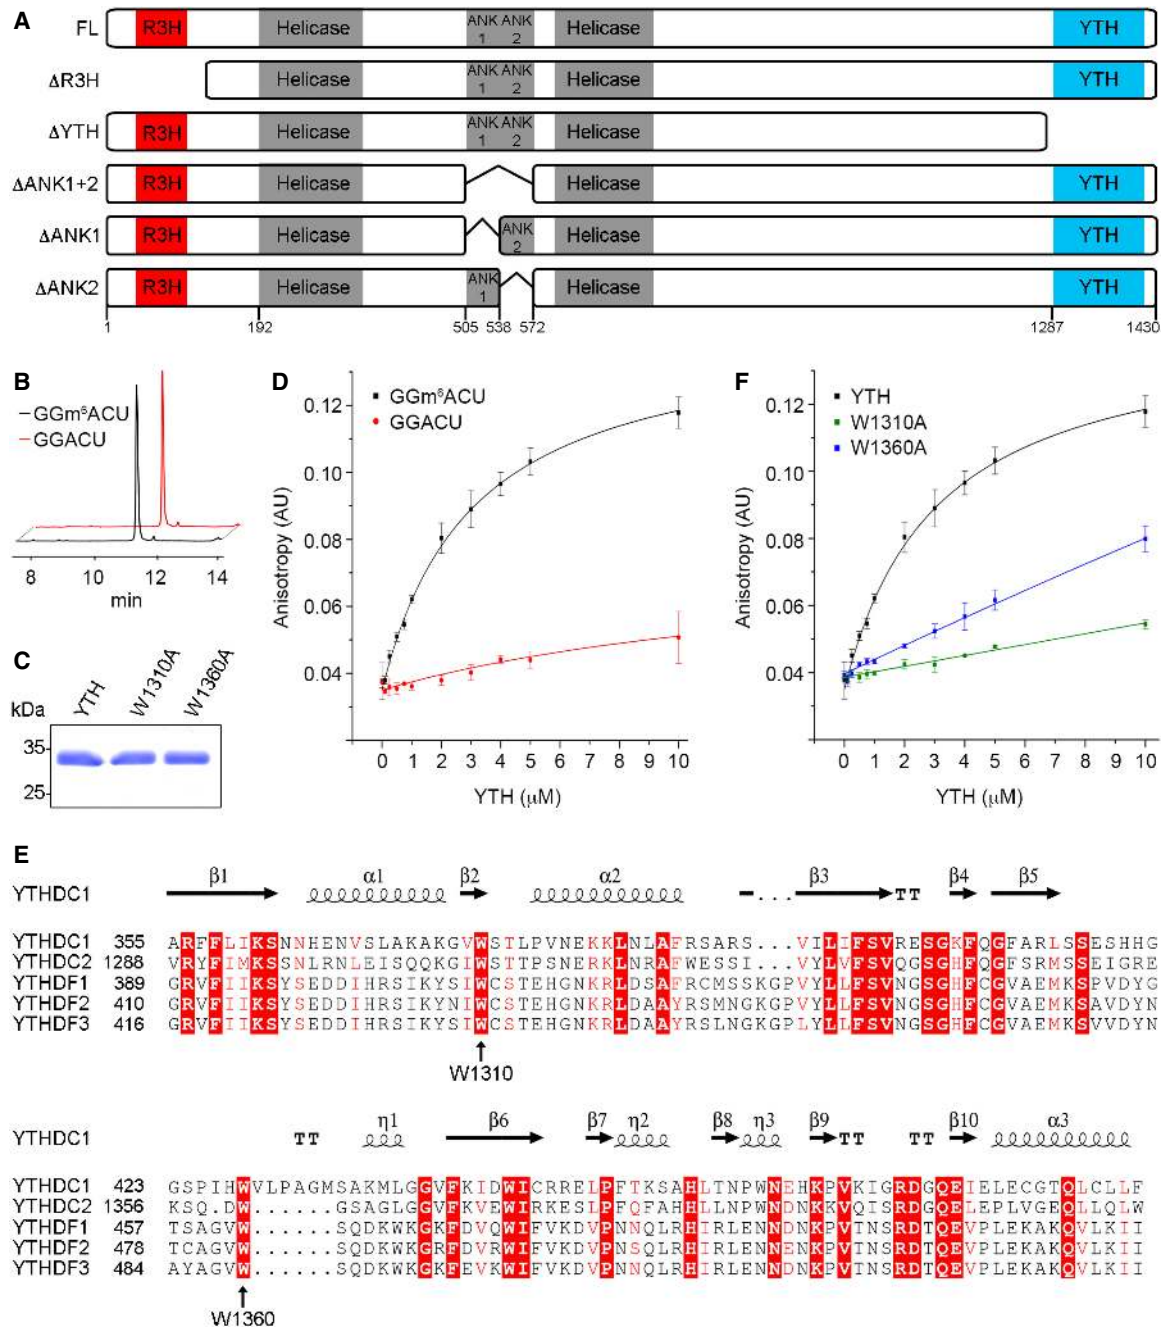 A
FL R3H Helicase ANK 1 ANK 2 Helicase YTH
ΔR3H Helicase ANK 1 ANK 2 Helicase YTH
ΔYTH R3H Helicase ANK 1 ANK 2 Helicase
ΔANK1+2 R3H Helicase Helicase YTH
ΔANK1 R3H Helicase ANK 2 Helicase YTH
ΔANK2 R3H Helicase ANK 1 Helicase YTH
1 192 505 538 572 1287 1430
B
GGm⁶ACU
GGACU
8 10 12 14
min
C
kDa YTH W1310A W1360A
35
25
D
GGm⁶ACU
GGACU
0.12
0.10
0.08
0.06
0.04
Anisotropy (AU)
0 1 2 3 4 5 6 7 8 9 10
YTH (μM)
F
YTH
W1310A
W1360A
0.12
0.10
0.08
0.06
0.04
Anisotropy (AU)
0 1 2 3 4 5 6 7 8 9 10
YTH (μM)
E
YTHDC1 β1 α1 β2 α2 ... β3 TT β4 β5
YTHDC1 355 ARFFLIKSNNHENVSLAKAKGVWSTLPVNEKKLNLAFRSARS...VILIFSVRESGKFQGFARLSSESHHG
YTHDC2 1288 VRYFIMKSSNLRNLEISQQKGIWSTTPSNERKLNRAFWESSI...VYLVFSVQGSGHFQGFSRMSSEIGRE
YTHDF1 389 GRVFIIKSYSEDDIHRSIKYSIWCSTEHGNKRLDSAFRCMSSKGPVYLLFSVNGSGHFCGVAEMKSPVDYG
YTHDF2 410 GRVFIIKSYSEDDIHRSIKYNIWCSTEHGNKRLDAAYRSMNGKGPVYLLFSVNGSGHFCGVAEMKSAVDYN
YTHDF3 416 GRVFIIKSYSEDDIHRSIKYSIWCSTEHGNKRLDAAYRSLNGKGPLYLLFSVNGSGHFCGVAEMKSVVDYN
W1310
YTHDC1 TT η1 β6 β7 η2 β8 η3 β9 TT TT β10 α3
YTHDC1 423 GSPIHWVLPAGMSAKMLGGVFKIDWICRRELPFTKSAHLTNPWNEHKPVKIGRDGQEIELECGTQLCLLF
YTHDC2 1356 KSQ.DW......GSAGLGGVFKVEWIRKESLPFQFAHHLLNPWNDNKKVQISRDGQELEPLVGEQLLQLW
YTHDF1 457 TSAGVW......SQDKWKGKFDVQWIFVKDVPNNQLRHIRLENNDNKPVTNSRDTQEVPLEKAKQVLKII
YTHDF2 478 TCAGVW......SQDKWKGRFDVRWIFVKDVPNSQLRHIRLENNENKPVTNSRDTQEVPLEKAKQVLKII
YTHDF3 484 AYAGVW......SQDKWKGKFEVKWIFVKDVPNNQLRHIRLENNDNKPVTNSRDTQEVPLEKAKQVLKII
W1360